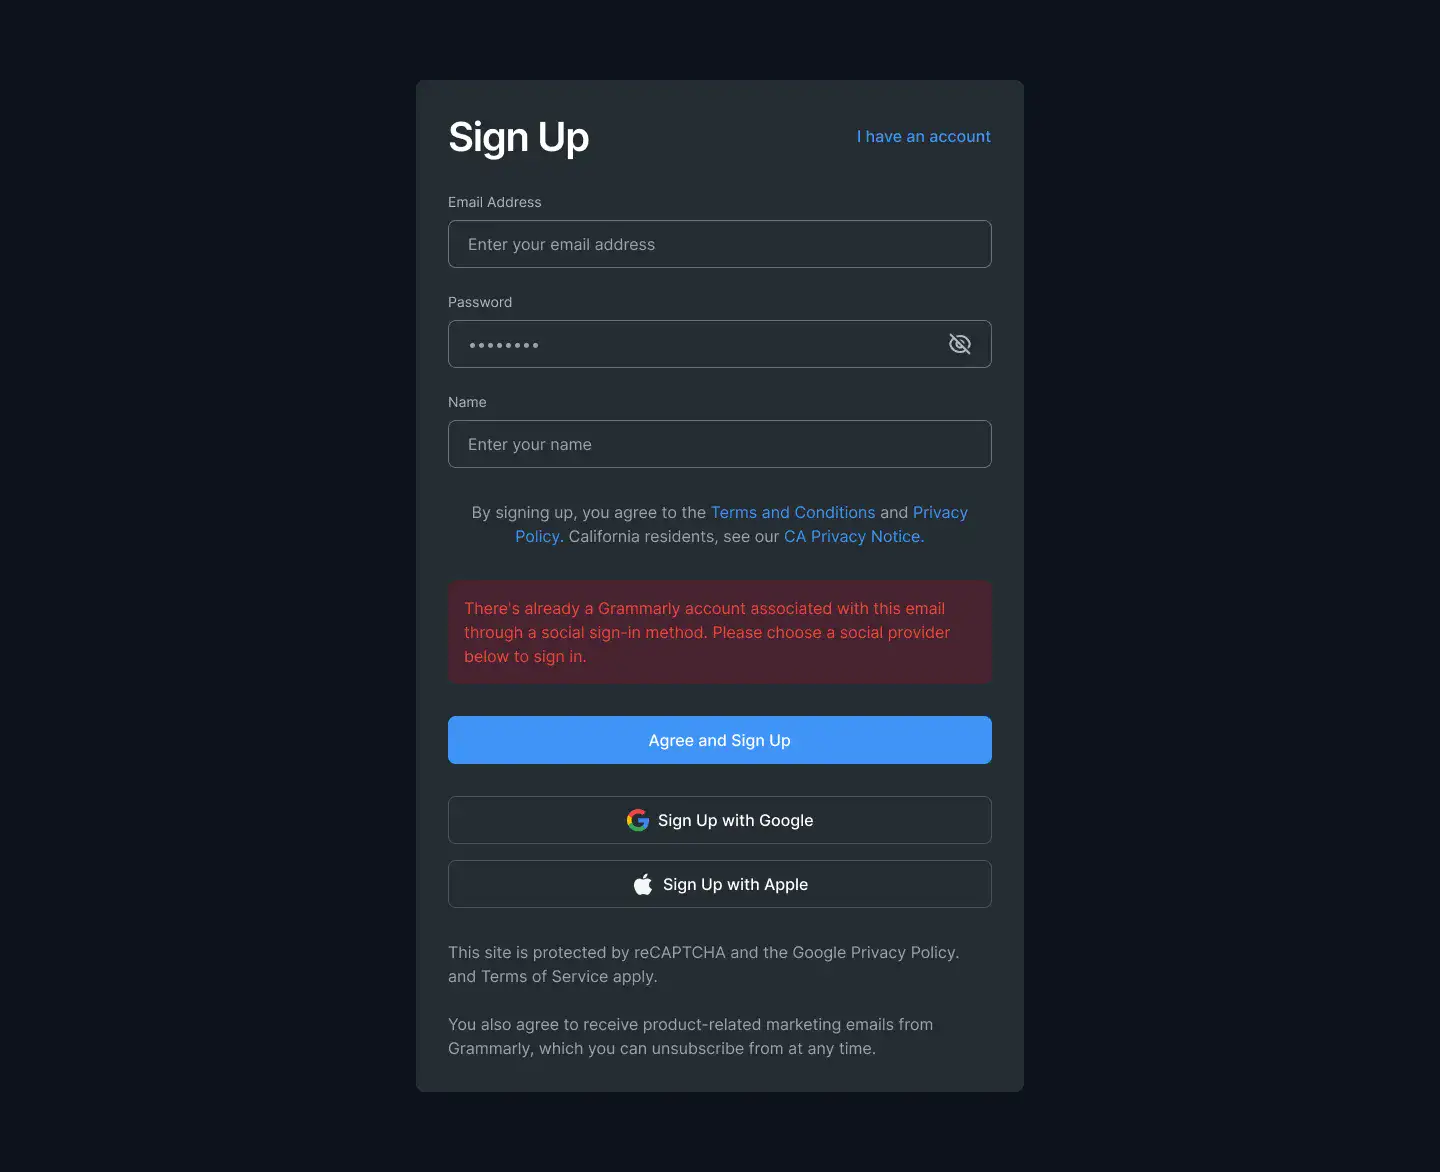 Sign Up
I have an account
Email Address
Enter your email address
Password
••••••••
Name
Enter your name
By signing up, you agree to the Terms and Conditions and Privacy
Policy. California residents, see our CA Privacy Notice.
There's already a Grammarly account associated with this email
through a social sign-in method. Please choose a social provider
below to sign in.
Agree and Sign Up
Sign Up with Google
Sign Up with Apple
This site is protected by reCAPTCHA and the Google Privacy Policy.
and Terms of Service apply.
You also agree to receive product-related marketing emails from
Grammarly, which you can unsubscribe from at any time.